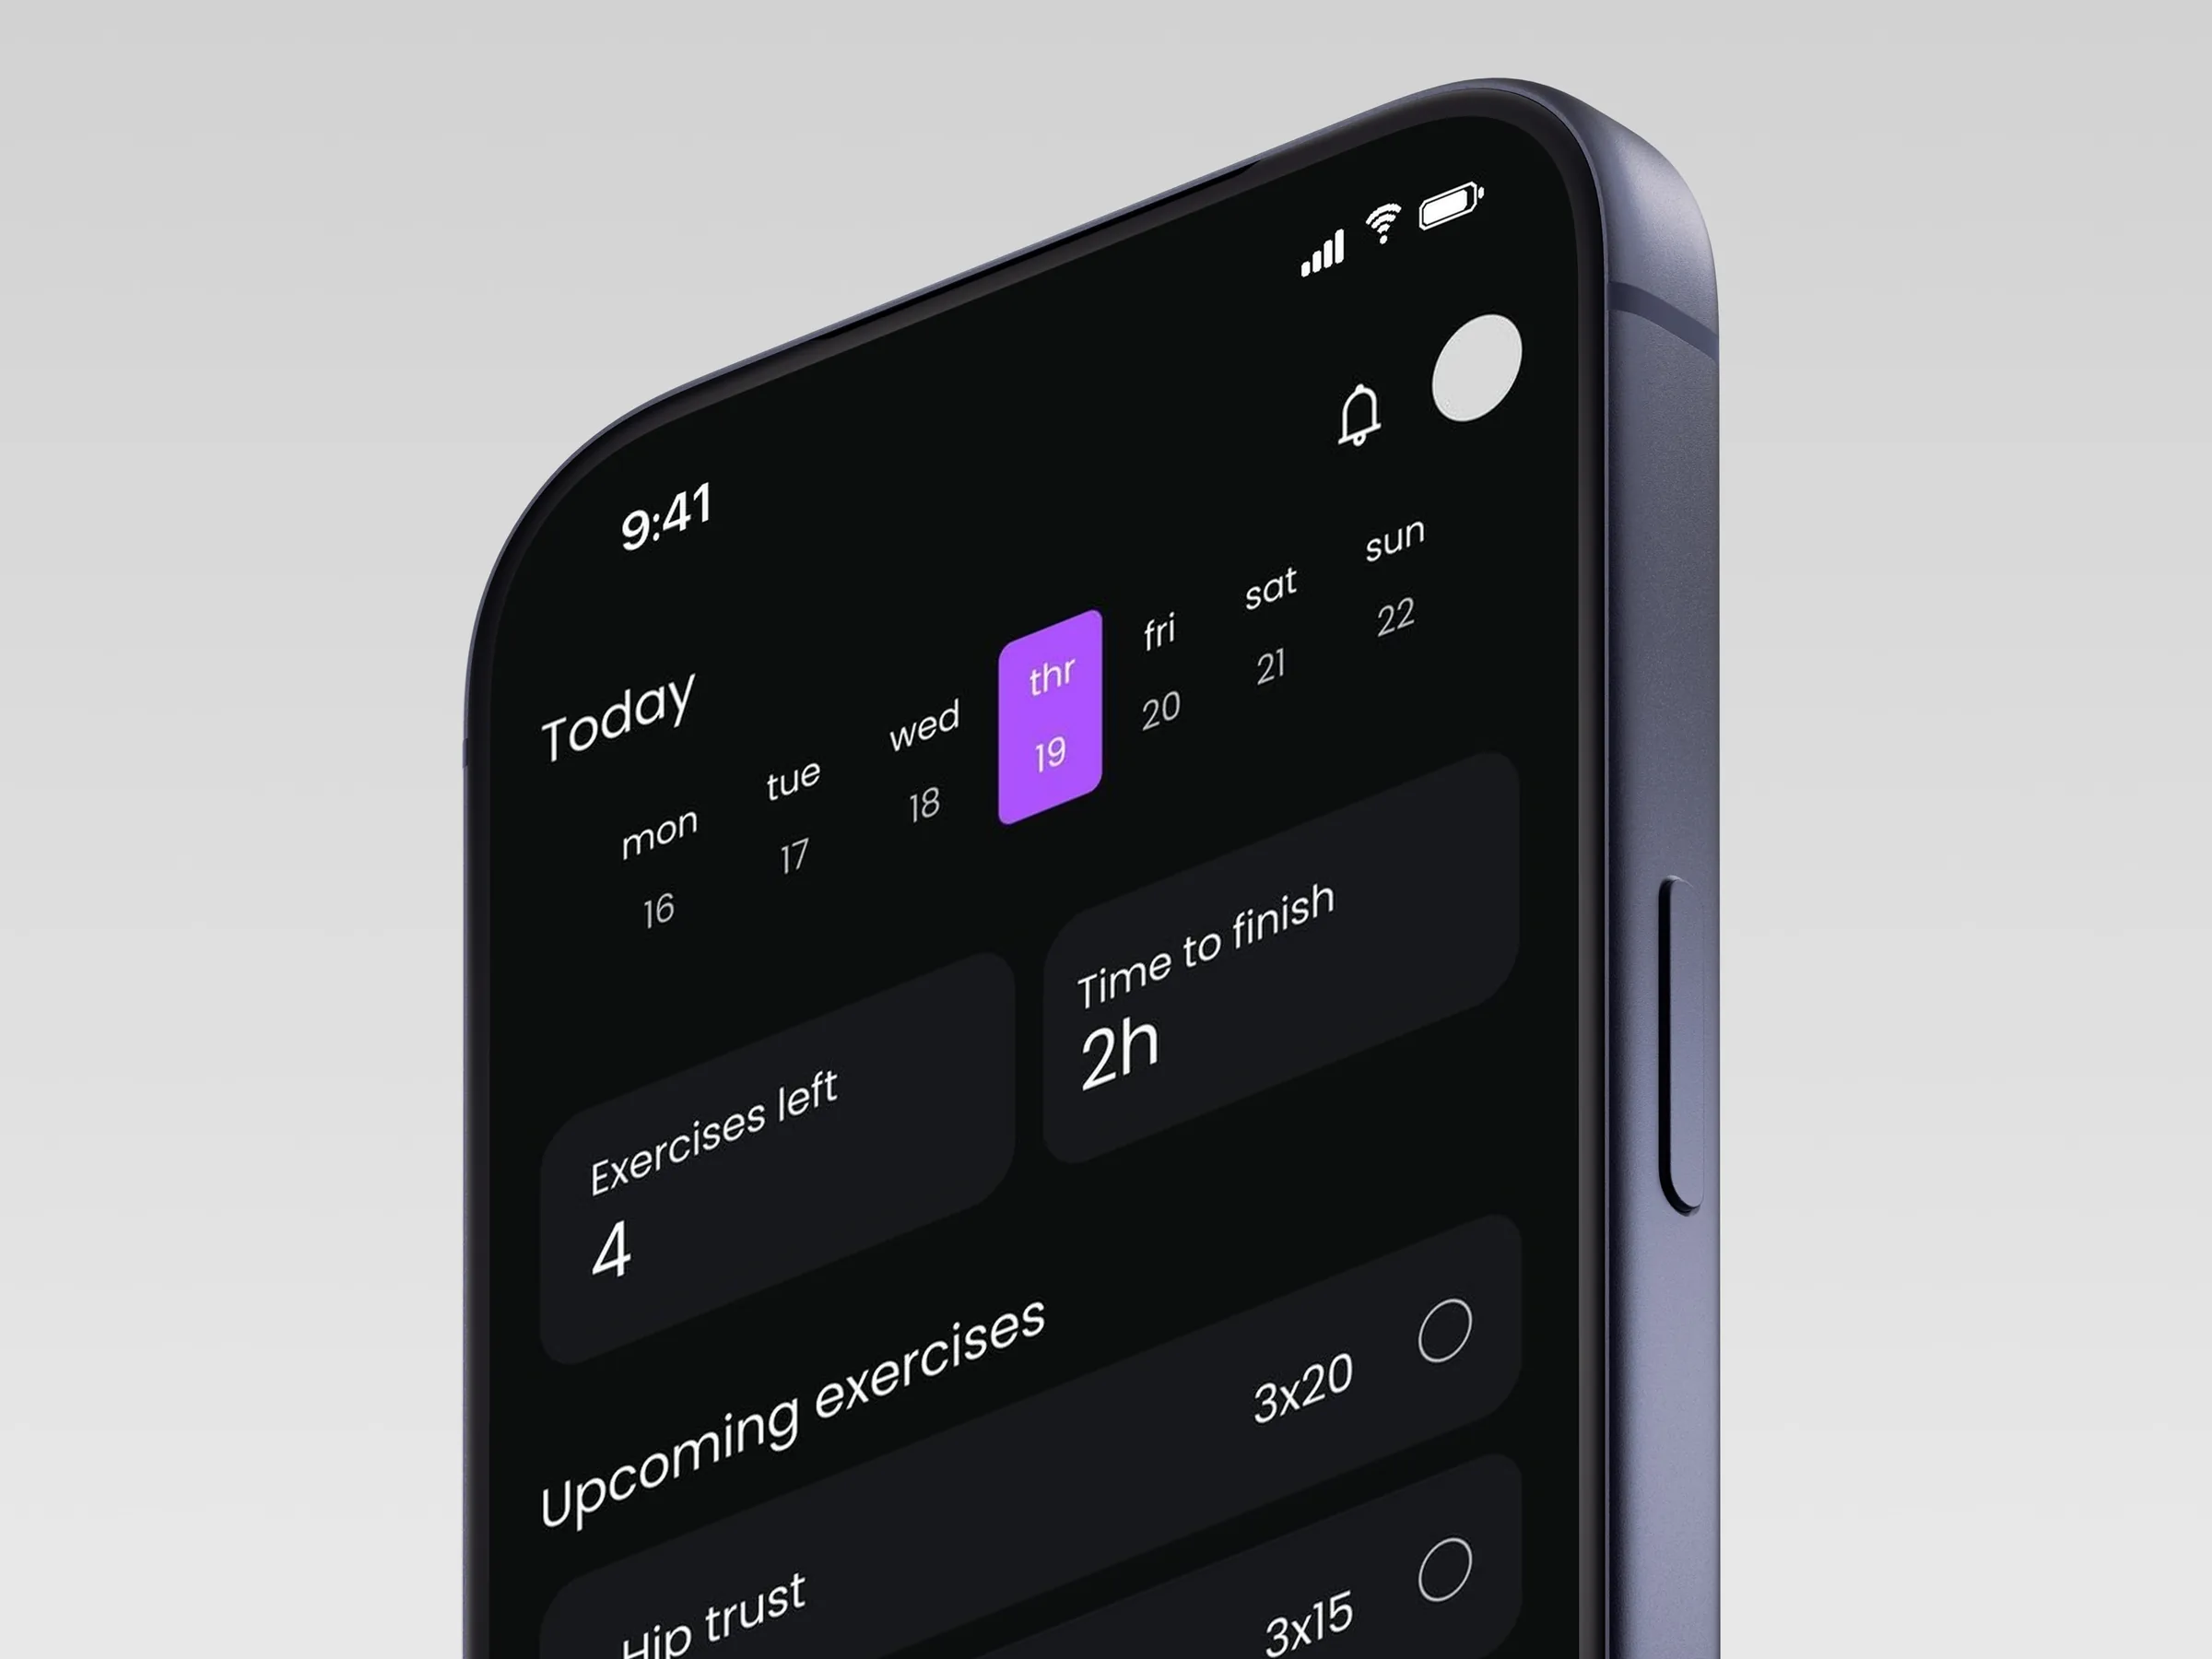 9:41
Today
mon tue wed thr fri sat sun
16 17 18 19 20 21 22
Exercises left
4
Time to finish
2h
Upcoming exercises
Hip trust 3x20
3x15